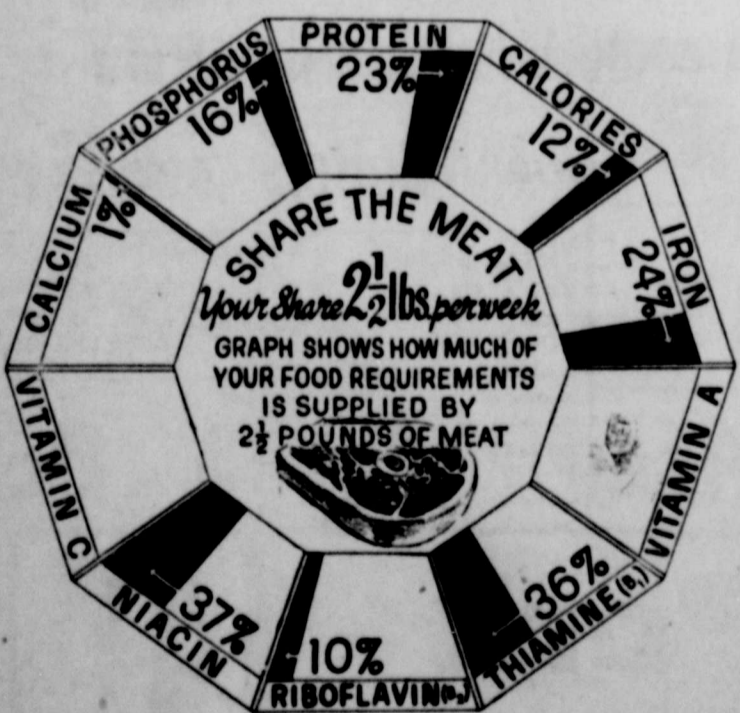 PROTEIN
23%
CALORIES
12%
IRON
24%
VITAMIN A
THIAMINE (B₁)
36%
RIBOFLAVIN
10%
NIACIN
37%
VITAMIN C
CALCIUM
1%
PHOSPHORUS
16%
SHARE THE MEAT
Your Share 2½ lbs. per week
GRAPH SHOWS HOW MUCH OF
YOUR FOOD REQUIREMENTS
IS SUPPLIED BY
2½ POUNDS OF MEAT